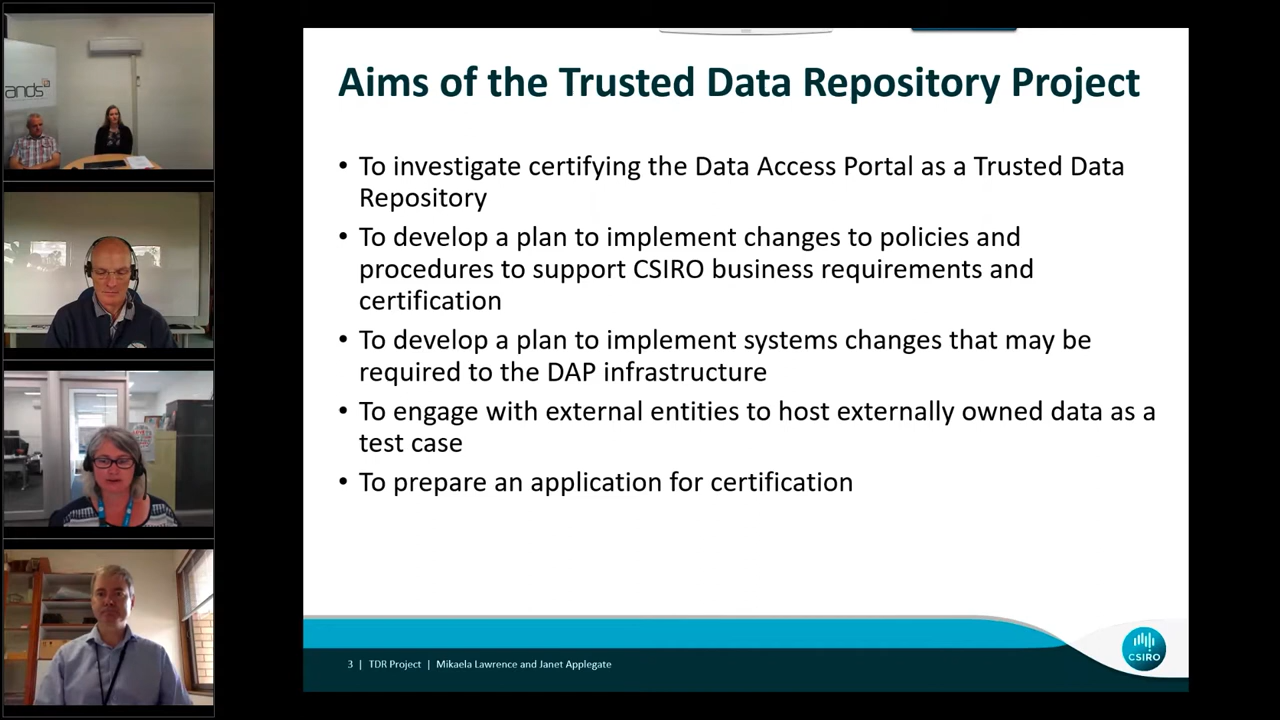 ands
Aims of the Trusted Data Repository Project
• To investigate certifying the Data Access Portal as a Trusted Data
Repository
• To develop a plan to implement changes to policies and
procedures to support CSIRO business requirements and
certification
• To develop a plan to implement systems changes that may be
required to the DAP infrastructure
• To engage with external entities to host externally owned data as a
test case
• To prepare an application for certification
3 | TDR Project | Mikaela Lawrence and Janet Applegate
CSIRO